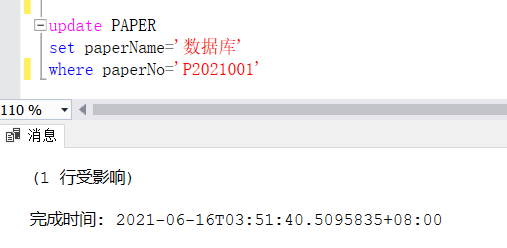 update PAPER
set paperName='数据库'
where paperNo='P2021001'
110 %
消息
(1 行受影响)
完成时间: 2021-06-16T03:51:40.5095835+08:00